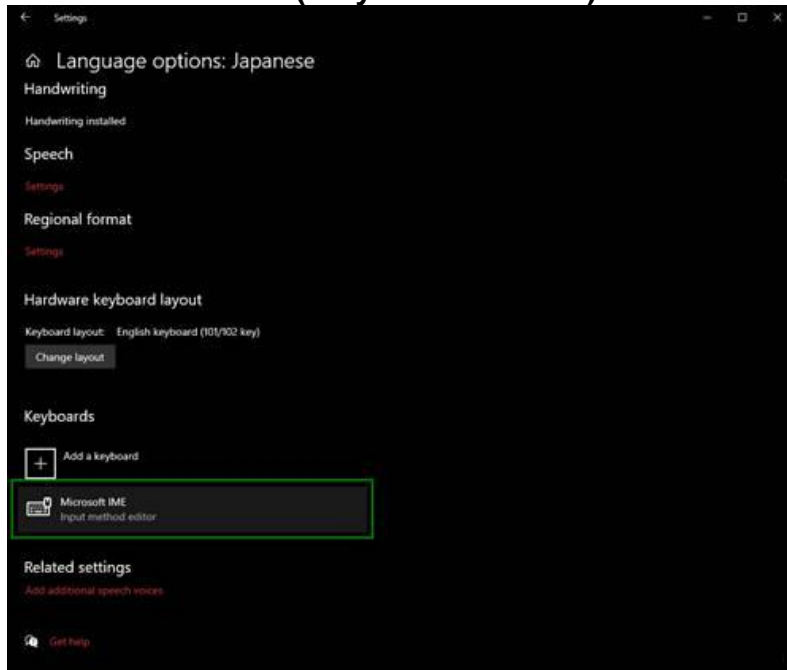 Settings
Language options: Japanese
Handwriting
Handwriting installed
Speech
Settings
Regional format
Settings
Hardware keyboard layout
Keyboard layout: English keyboard (101/102 key)
Change layout
Keyboards
Add a keyboard
Microsoft IME
Input method editor
Related settings
Add additional speech voices
Get help